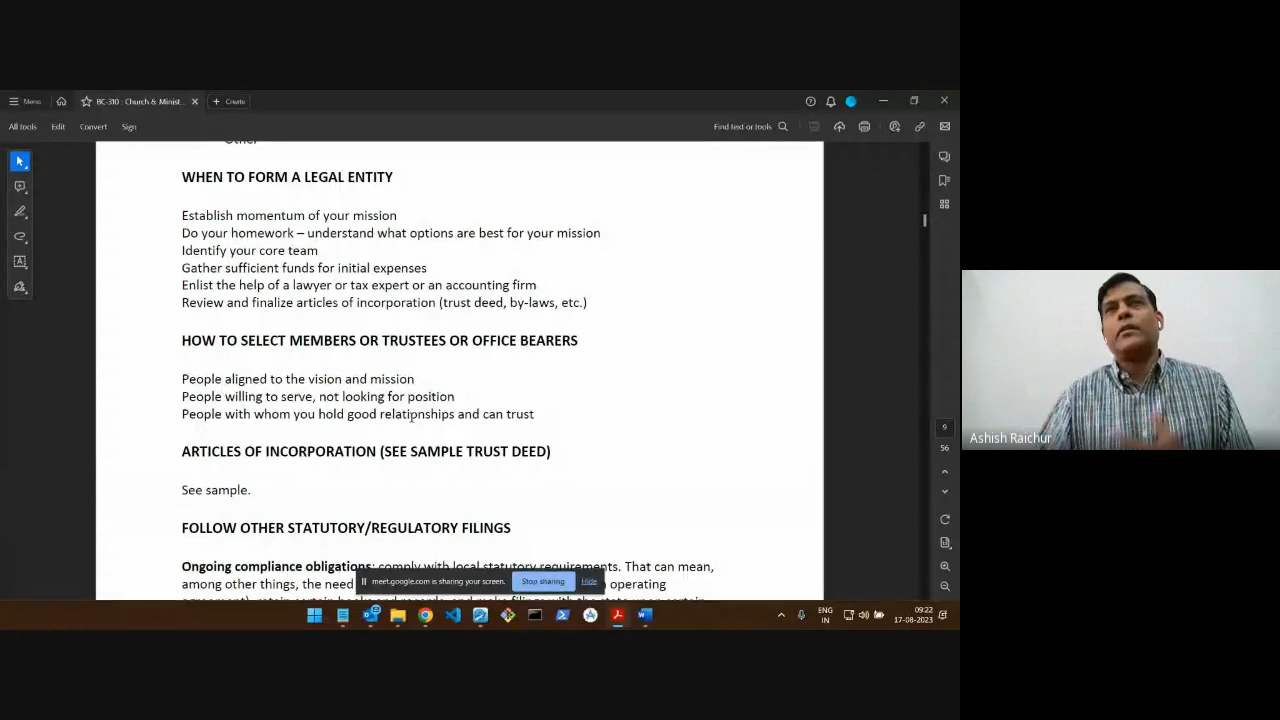 Menu
BC-310 : Church & Minist...
Create
All tools
Edit
Convert
Sign
Find text or tools
Other
WHEN TO FORM A LEGAL ENTITY
Establish momentum of your mission
Do your homework – understand what options are best for your mission
Identify your core team
Gather sufficient funds for initial expenses
Enlist the help of a lawyer or tax expert or an accounting firm
Review and finalize articles of incorporation (trust deed, by-laws, etc.)
HOW TO SELECT MEMBERS OR TRUSTEES OR OFFICE BEARERS
People aligned to the vision and mission
People willing to serve, not looking for position
People with whom you hold good relationships and can trust
ARTICLES OF INCORPORATION (SEE SAMPLE TRUST DEED)
See sample.
FOLLOW OTHER STATUTORY/REGULATORY FILINGS
Ongoing compliance obligations: comply with local statutory requirements. That can mean,
among other things, the need
operating
meet.google.com is sharing your screen.
Stop sharing
Hide
9
56
ENG
IN
09:22
17-08-2023
Ashish Raichur